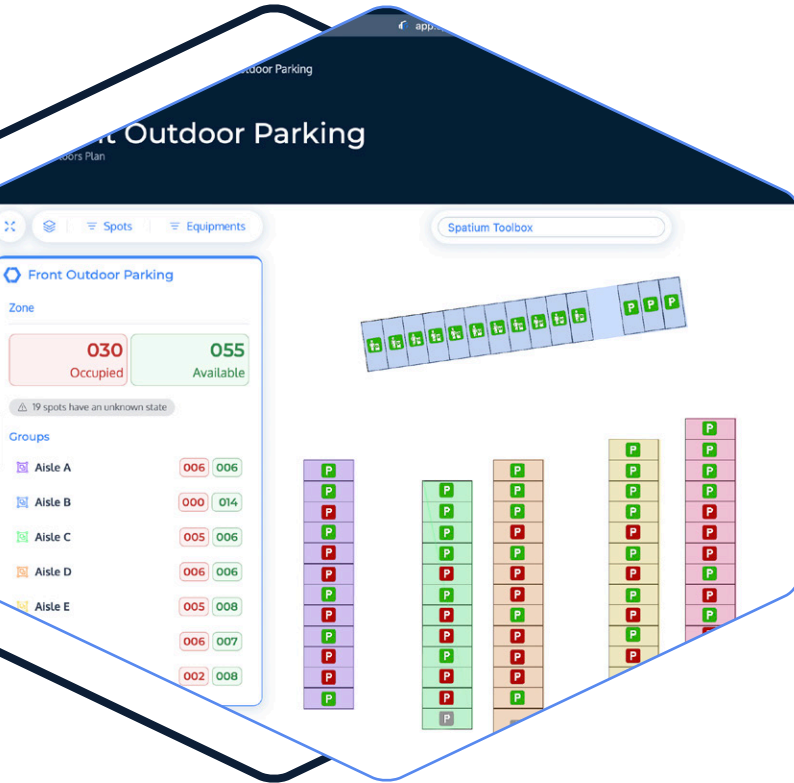 app.
door Parking
t Outdoor Parking
oors Plan
Spots
Equipments
Spatium Toolbox
Front Outdoor Parking
Zone
030
055
Occupied
Available
19 spots have an unknown state
Groups
Aisle A 006 006
Aisle B 000 014
Aisle C 005 006
Aisle D 006 006
Aisle E 005 008
006 007
002 008
P P P
P P P P P P P P P P P P
P P P P P P P P P P P P
P P P P P P P P P P P P
P P P P P P P P P P P
P P P P P P P P P P